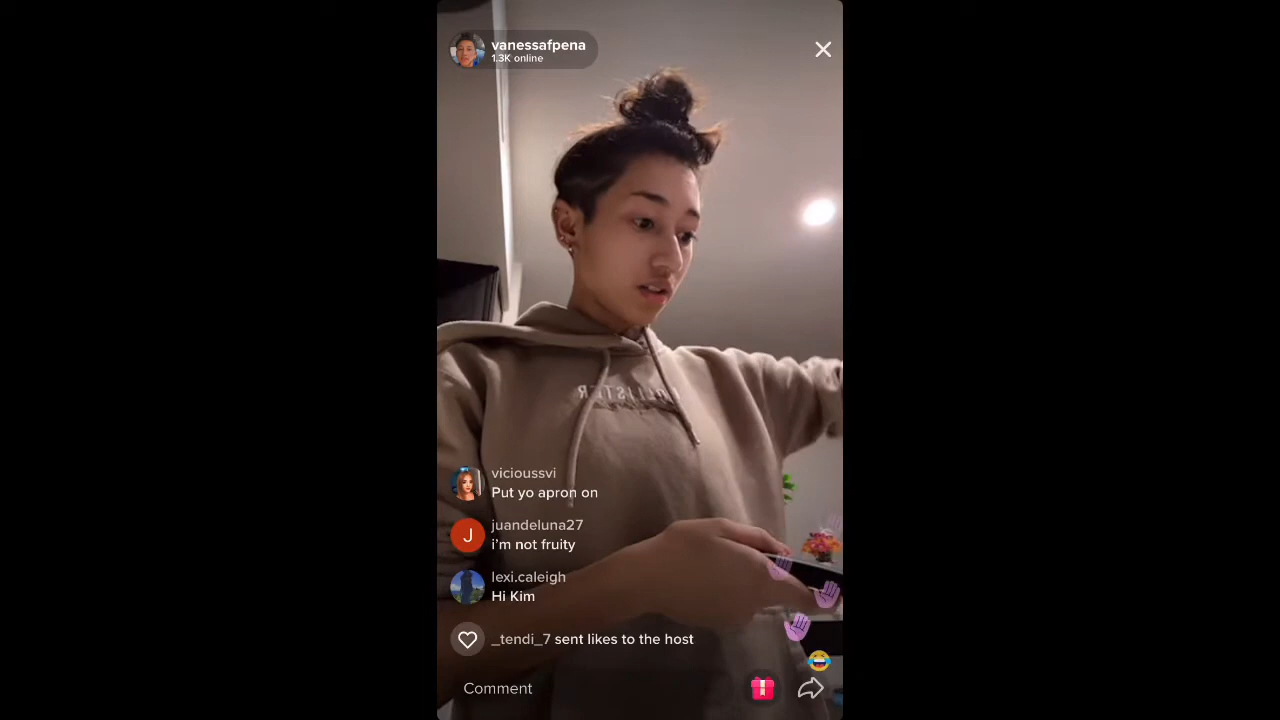 vanessafpena
1.3K online
vicioussvi
Put yo apron on
juandeluna27
J
i'm not fruity
lexi.caleigh
Hi Kim
_tendi_7 sent likes to the host
Comment